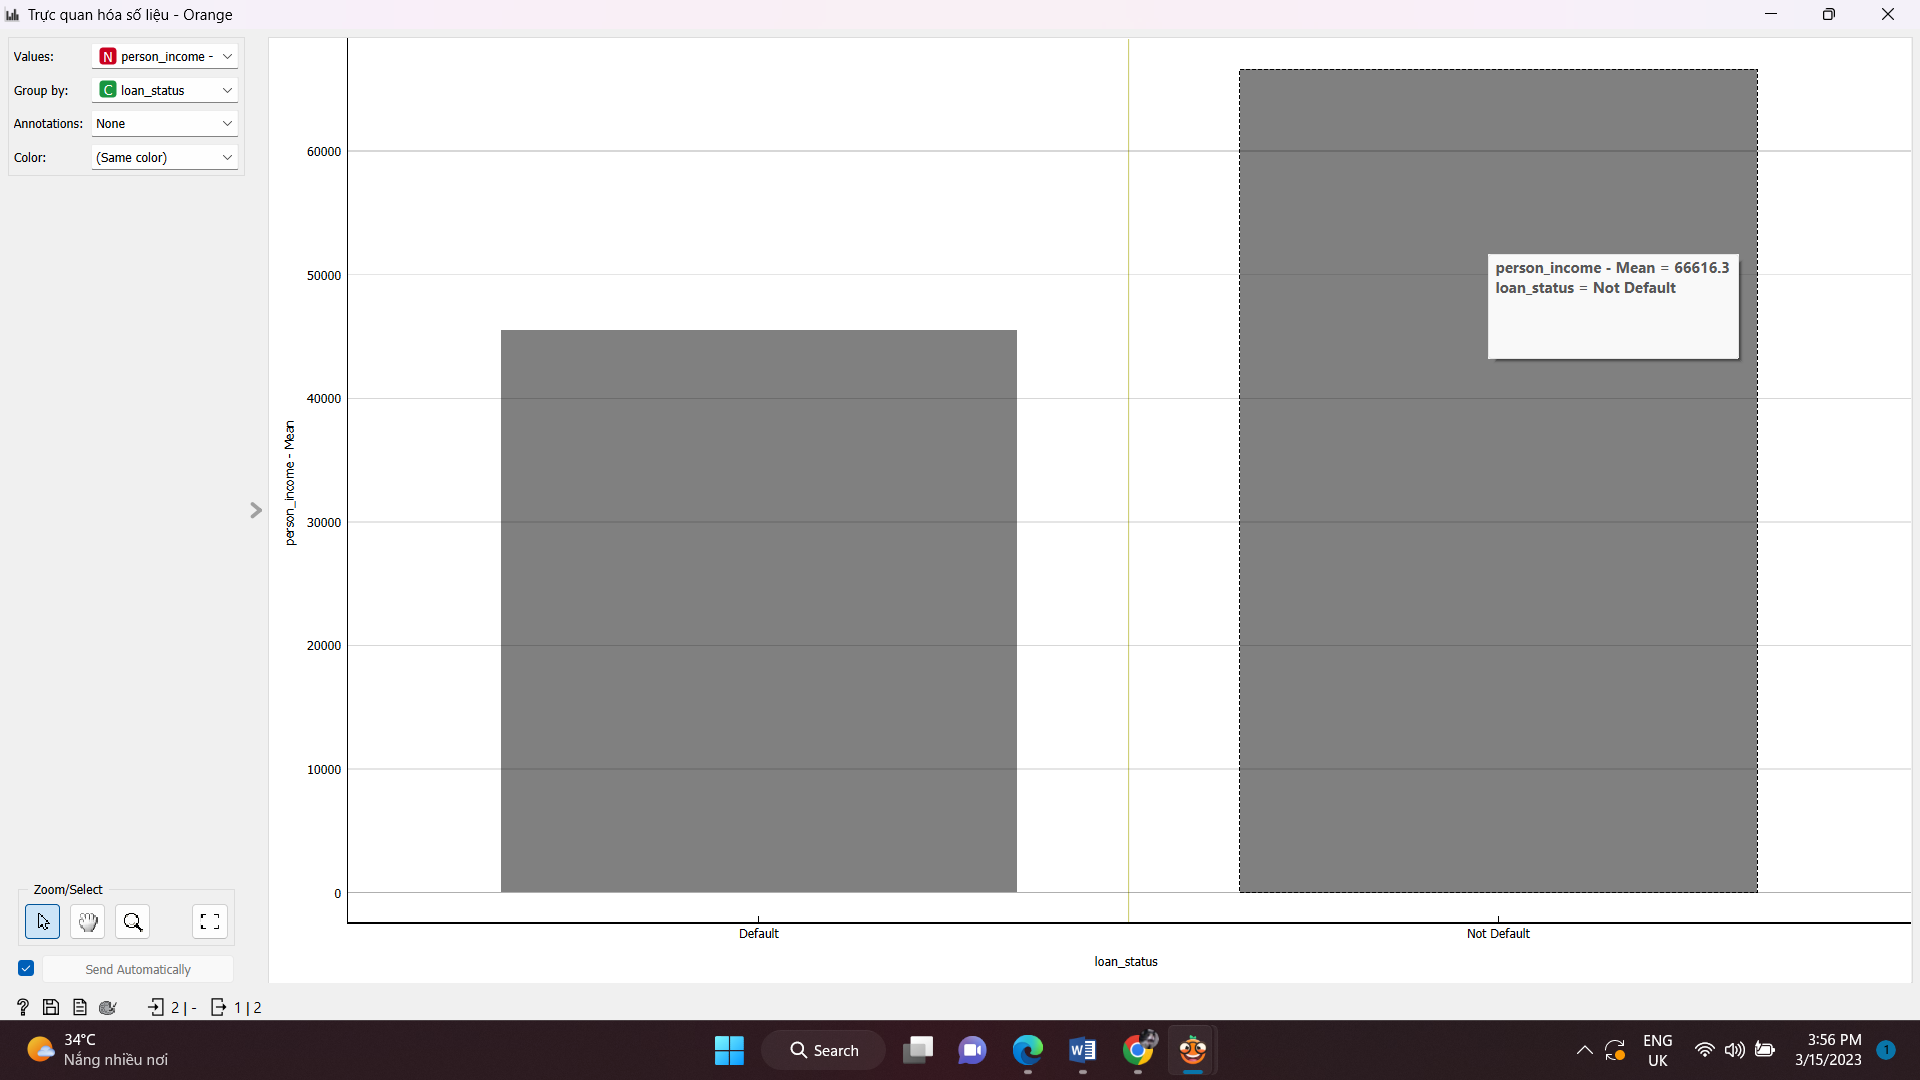 Trực quan hóa số liệu - Orange
Values:
N person_income -
Group by:
C loan_status
Annotations:
None
Color:
(Same color)
60000
50000
40000
30000
20000
10000
0
person_income - Mean
person_income - Mean = 66616.3
loan_status = Not Default
Default
Not Default
loan_status
Zoom/Select
Send Automatically
? 2 | - 1 | 2
34°C
Nắng nhiều nơi
Search
W
ENG
UK
3:56 PM
3/15/2023
1